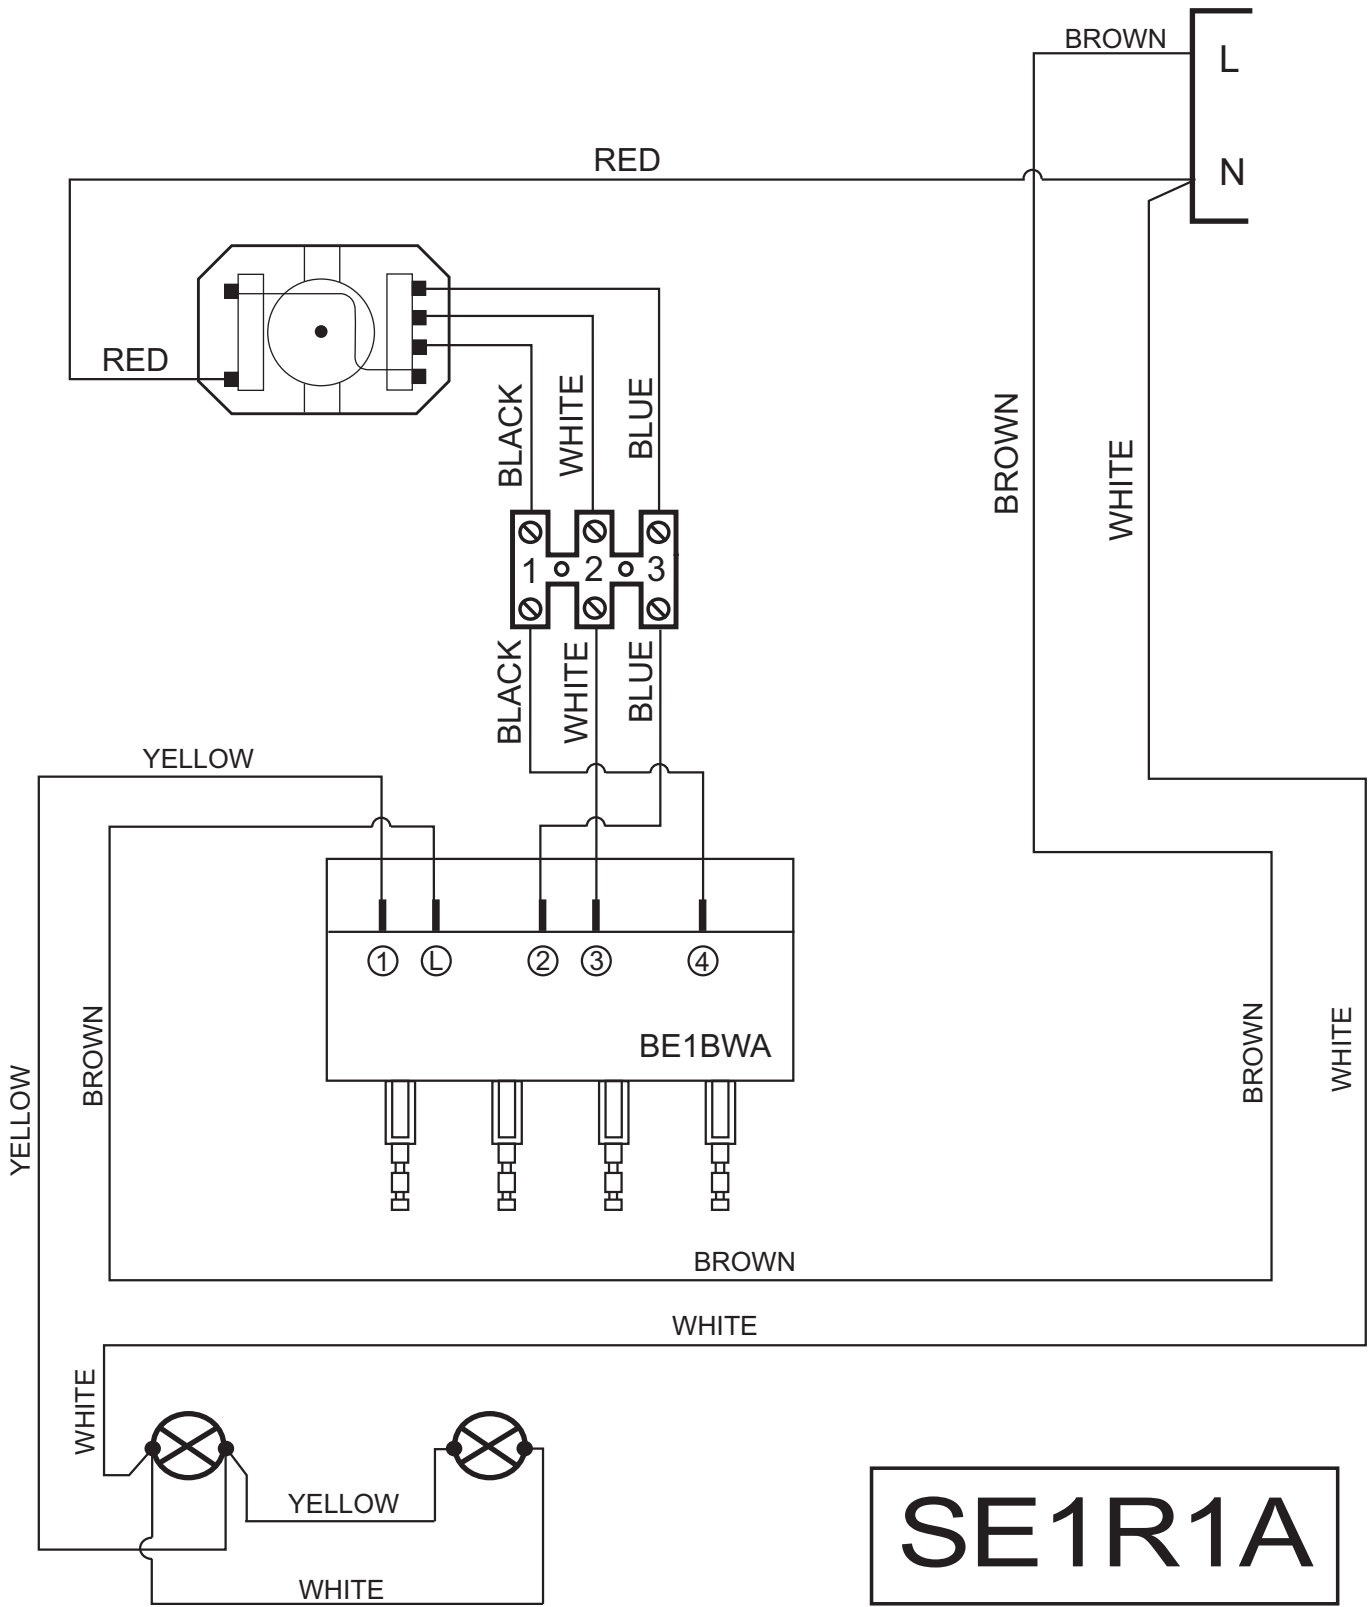 BROWN
L
RED
N
RED
BLACK
WHITE
BLUE
BROWN
WHITE
1
2
3
BLACK
WHITE
BLUE
YELLOW
1
L
2
3
4
BE1BWA
YELLOW
BROWN
BROWN
WHITE
BROWN
WHITE
WHITE
YELLOW
WHITE
SE1R1A